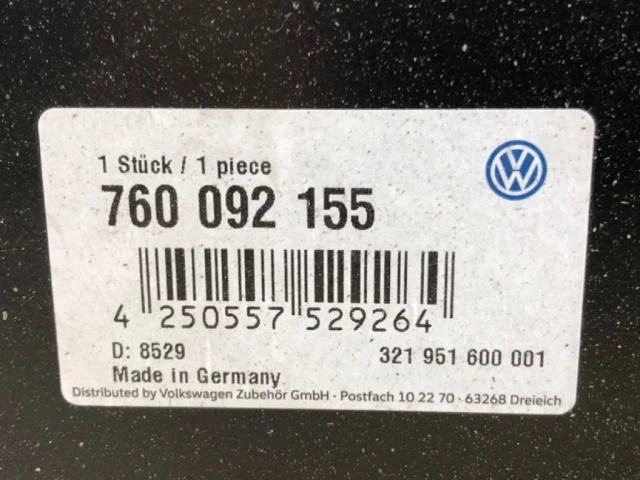 1 Stück / 1 piece
760 092 155
4 250557 529264
D: 8529 321 951 600 001
Made in Germany
Distributed by Volkswagen Zubehör GmbH · Postfach 10 22 70 · 63268 Dreieich